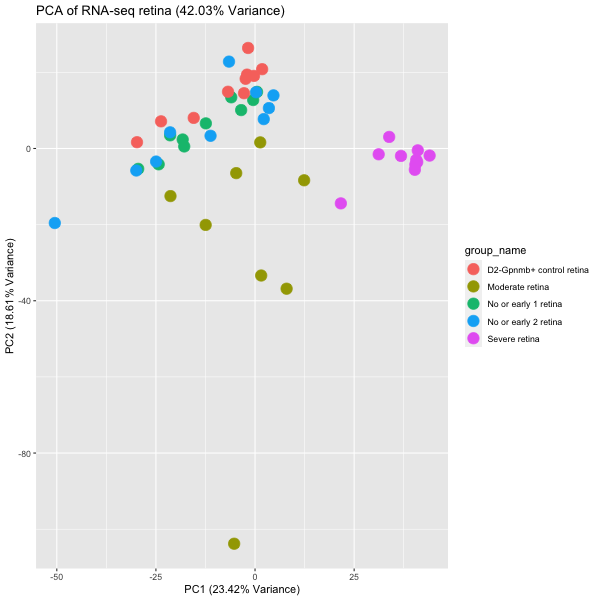 PCA of RNA-seq retina (42.03% Variance)
0
-40
-80
PC2 (18.61% Variance)
-50
-25
0
25
PC1 (23.42% Variance)
group_name
D2-Gpnmb+ control retina
Moderate retina
No or early 1 retina
No or early 2 retina
Severe retina